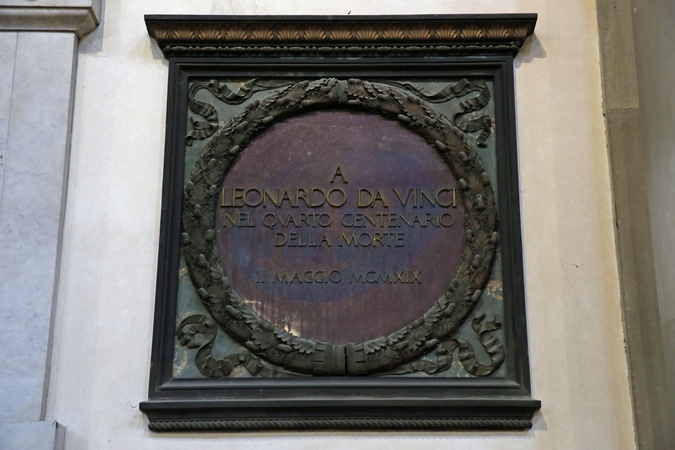 A
LEONARDO DA VINCI
NEL QVARTO CENTENARIO
DELLA MORTE
II MAGGIO MCMXIX